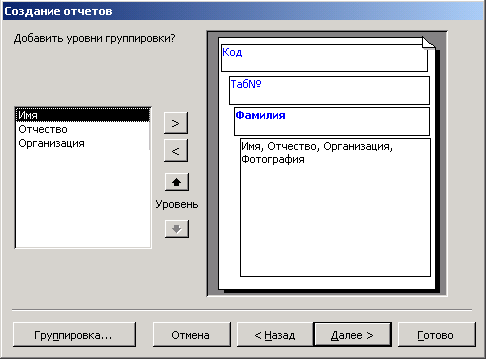 Создание отчетов
Добавить уровни группировки?
Имя
Отчество
Организация
>
<
Уровень
Код
Таб№
Фамилия
Имя, Отчество, Организация,
Фотография
Группировка...
Отмена
< Назад
Далее >
Готово